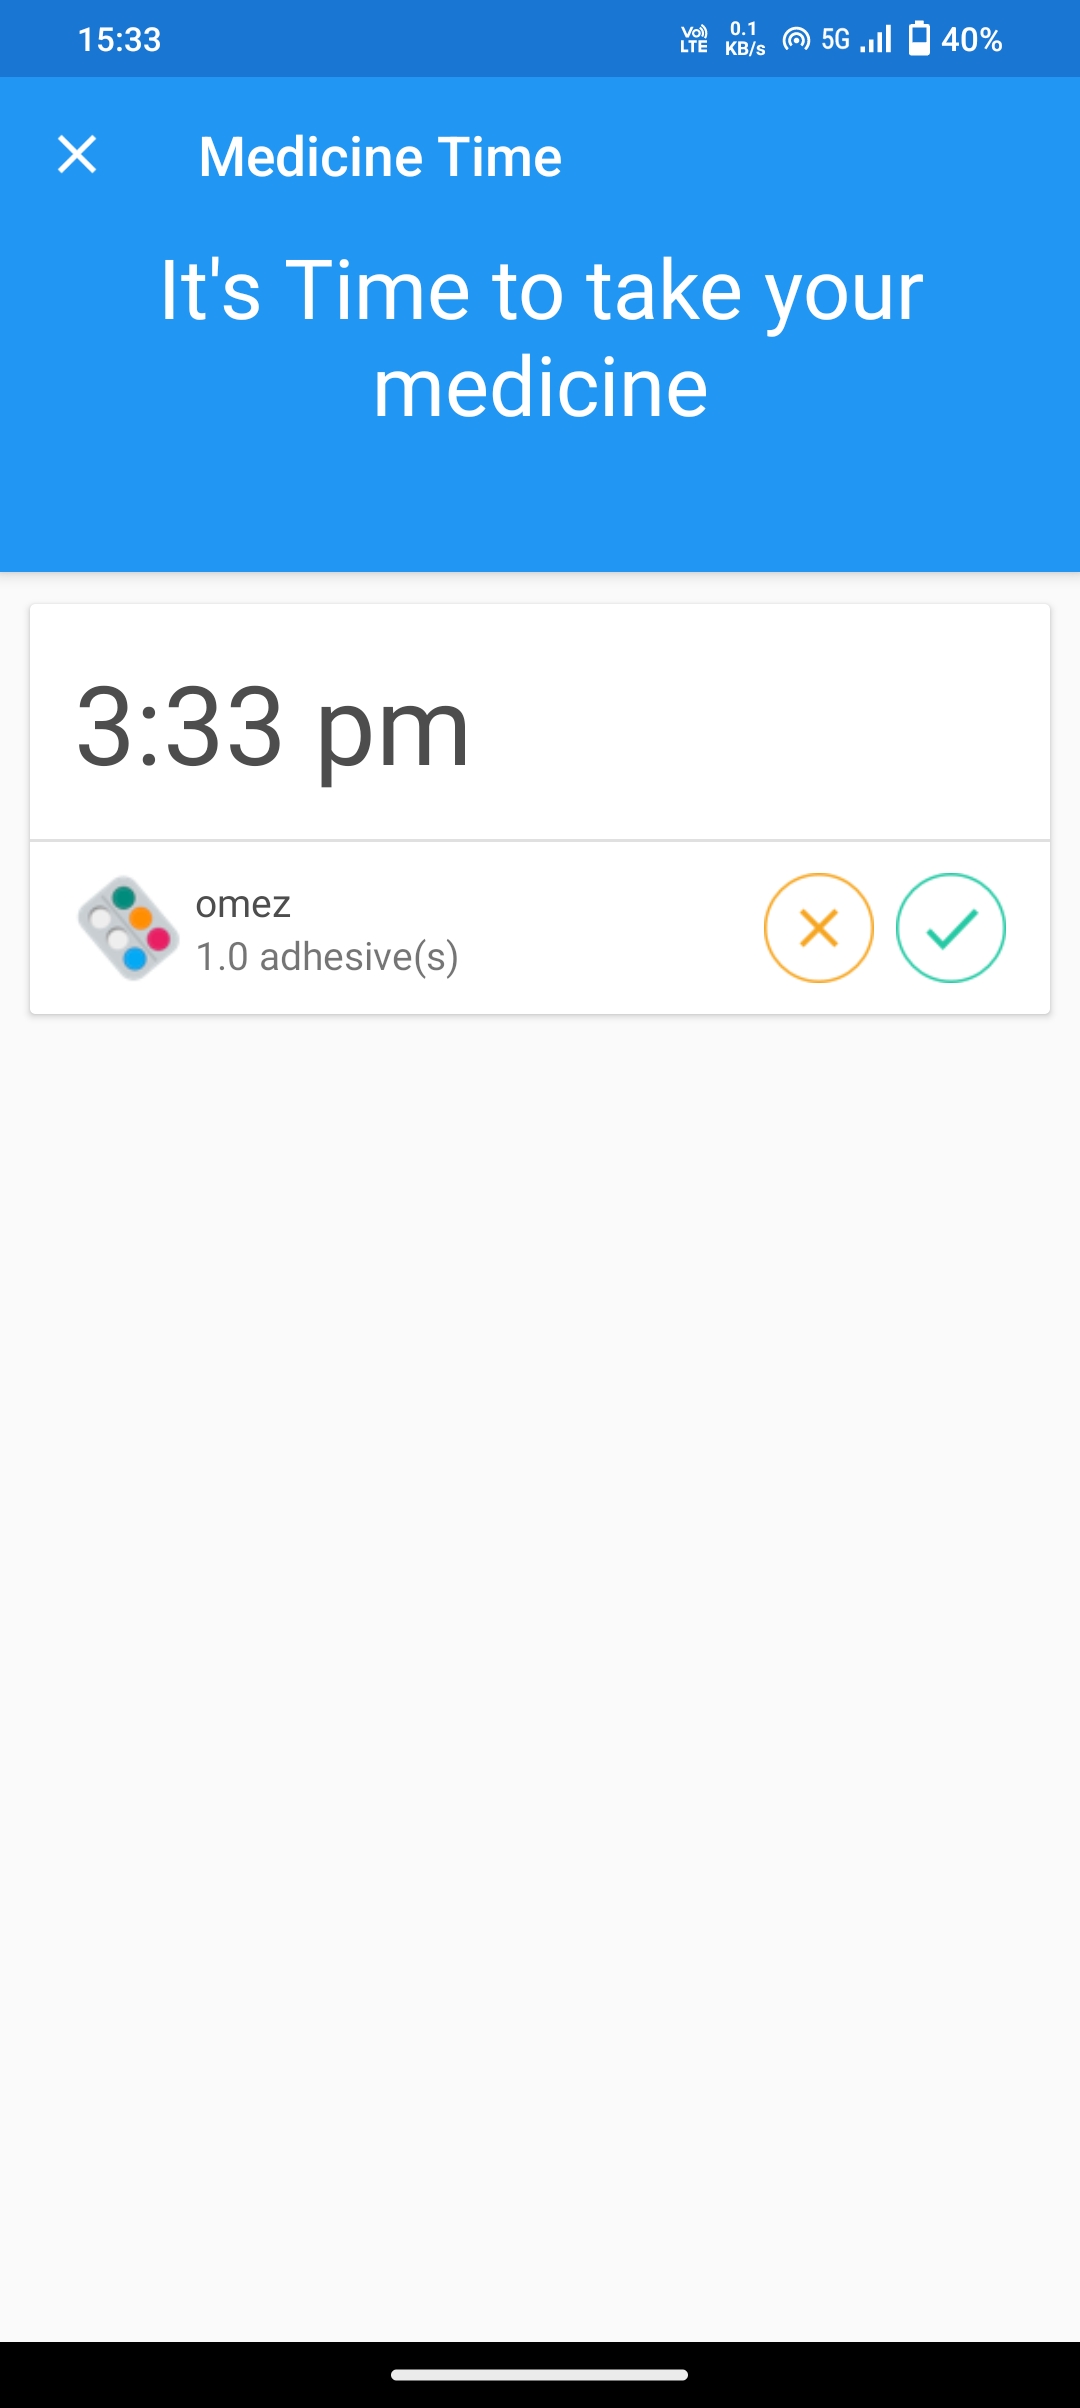 15:33
Vo) LTE 0.1 KB/s 5G 40%
Medicine Time
It's Time to take your
medicine
3:33 pm
omez
1.0 adhesive(s)